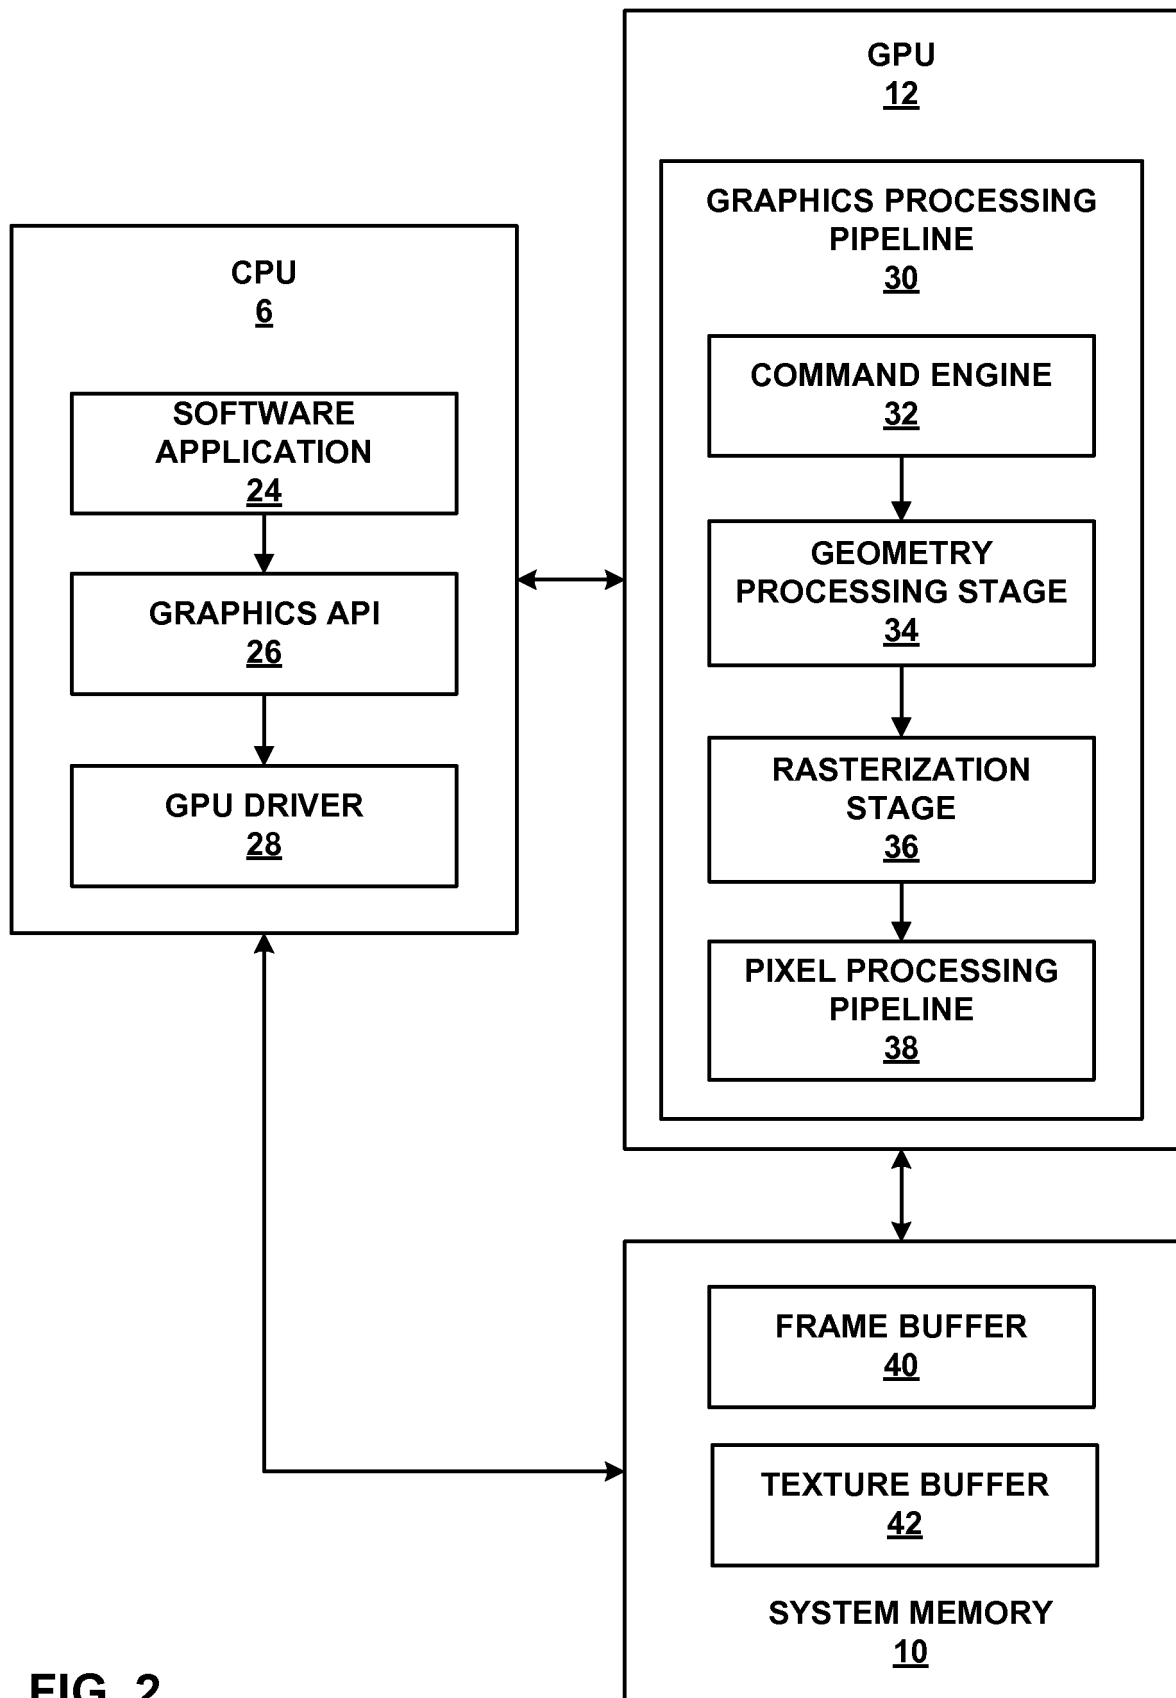 GPU
12
GRAPHICS PROCESSING
PIPELINE
30
COMMAND ENGINE
32
GEOMETRY
PROCESSING STAGE
34
RASTERIZATION
STAGE
36
PIXEL PROCESSING
PIPELINE
38
CPU
6
SOFTWARE
APPLICATION
24
GRAPHICS API
26
GPU DRIVER
28
FRAME BUFFER
40
TEXTURE BUFFER
42
SYSTEM MEMORY
10
FIG. 2